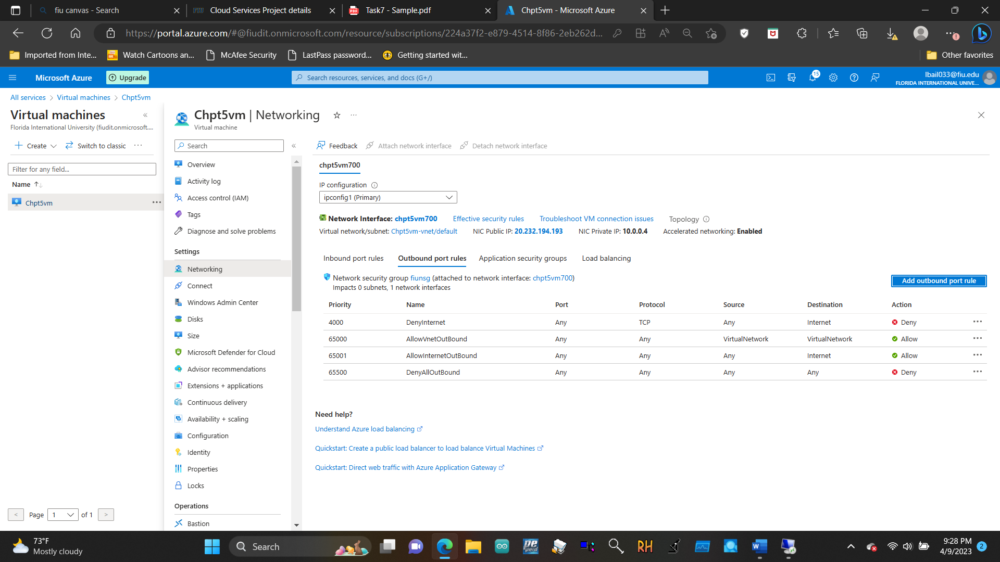 fiu canvas - Search
Cloud Services Project details
Task7 - Sample.pdf
Chpt5vm - Microsoft Azure
https://portal.azure.com/#@fiudit.onmicrosoft.com/resource/subscriptions/224a37f2-e879-4514-8f86-2eb262d...
Imported from Inte...
Watch Cartoons an...
McAfee Security
LastPass password...
Getting started wit...
Other favorites
Microsoft Azure
Upgrade
Search resources, services, and docs (G+/)
15
lbail033@fiu.edu
FLORIDA INTERNATIONAL UNIVE...
All services > Virtual machines > Chpt5vm
Virtual machines
Florida International University (fiudit.onmicrosoft....
Create
Switch to classic
Filter for any field...
Name
Chpt5vm
Page 1 of 1
Chpt5vm | Networking
Virtual machine
Search
Overview
Activity log
Access control (IAM)
Tags
Diagnose and solve problems
Settings
Networking
Connect
Windows Admin Center
Disks
Size
Microsoft Defender for Cloud
Advisor recommendations
Extensions + applications
Continuous delivery
Availability + scaling
Configuration
Identity
Properties
Locks
Operations
Bastion
Feedback
Attach network interface
Detach network interface
chpt5vm700
IP configuration
ipconfig1 (Primary)
Network Interface: chpt5vm700
Effective security rules
Troubleshoot VM connection issues
Topology
Virtual network/subnet: Chpt5vm-vnet/default
NIC Public IP: 20.232.194.193
NIC Private IP: 10.0.0.4
Accelerated networking: Enabled
Inbound port rules
Outbound port rules
Application security groups
Load balancing
Network security group fiunsg (attached to network interface: chpt5vm700)
Impacts 0 subnets, 1 network interfaces
Add outbound port rule
Priority Name Port Protocol Source Destination Action
4000 DenyInternet Any TCP Any Internet Deny
65000 AllowVnetOutBound Any Any VirtualNetwork VirtualNetwork Allow
65001 AllowInternetOutBound Any Any Any Internet Allow
65500 DenyAllOutBound Any Any Any Any Deny
Need help?
Understand Azure load balancing
Quickstart: Create a public load balancer to load balance Virtual Machines
Quickstart: Direct web traffic with Azure Application Gateway
73°F
Mostly cloudy
Search
RH
9:28 PM
4/9/2023
2